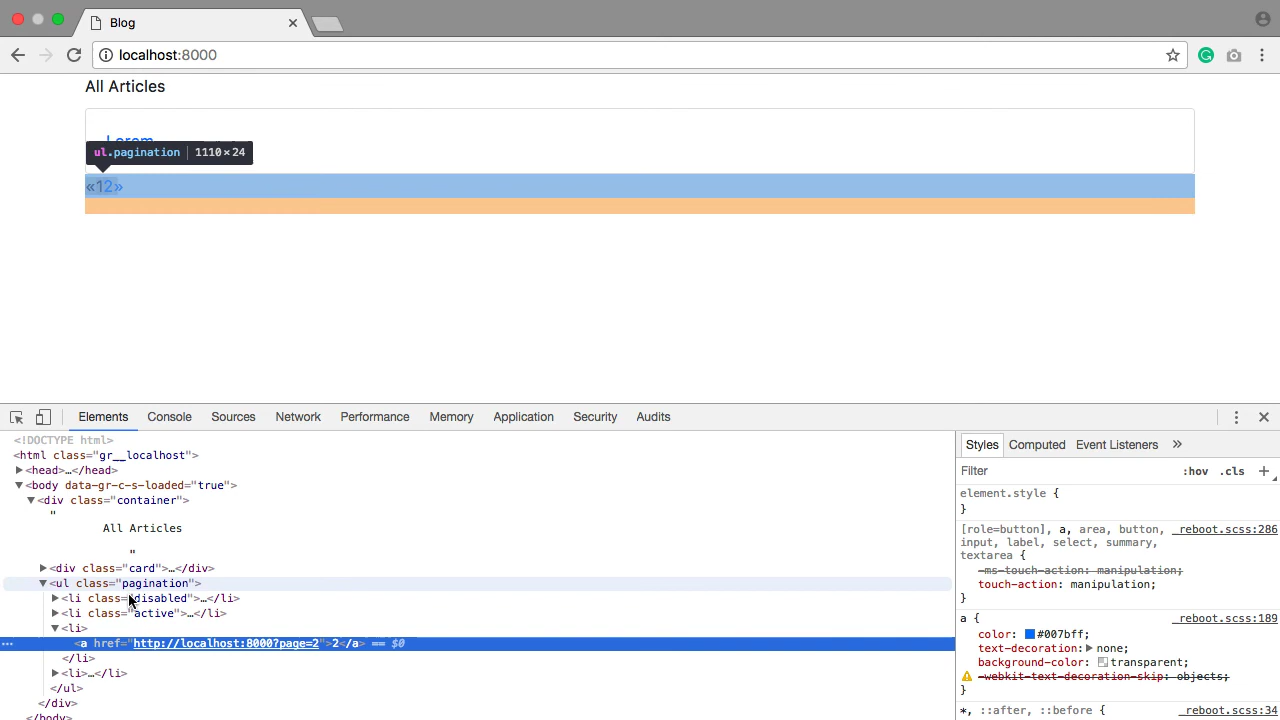 Blog
localhost:8000
All Articles
ul.pagination 1110×24
«12»
Elements Console Sources Network Performance Memory Application Security Audits
<!DOCTYPE html>
<html class="gr__localhost">
<head>…</head>
<body data-gr-c-s-loaded="true">
<div class="container">
"
All Articles
"
<div class="card">…</div>
<ul class="pagination">
<li class="disabled">…</li>
<li class="active">…</li>
<li>
<a href="http://localhost:8000?page=2">2</a> == $0
</li>
<li>…</li>
</ul>
</div>
</body>
Styles Computed Event Listeners »
Filter :hov .cls +
element.style {
}
[role=button], a, area, button, _reboot.scss:286
input, label, select, summary,
textarea {
-ms-touch-action: manipulation;
touch-action: manipulation;
}
a { _reboot.scss:189
color: #007bff;
text-decoration: none;
background-color: transparent;
-webkit-text-decoration-skip: objects;
}
*, ::after, ::before { _reboot.scss:34